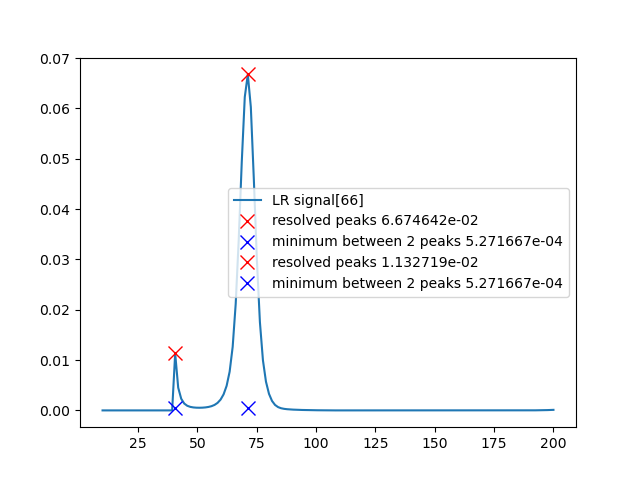 0.07
0.06
0.05
0.04
0.03
0.02
0.01
0.00
LR signal[66]
resolved peaks 6.674642e-02
minimum between 2 peaks 5.271667e-04
resolved peaks 1.132719e-02
minimum between 2 peaks 5.271667e-04
25 50 75 100 125 150 175 200